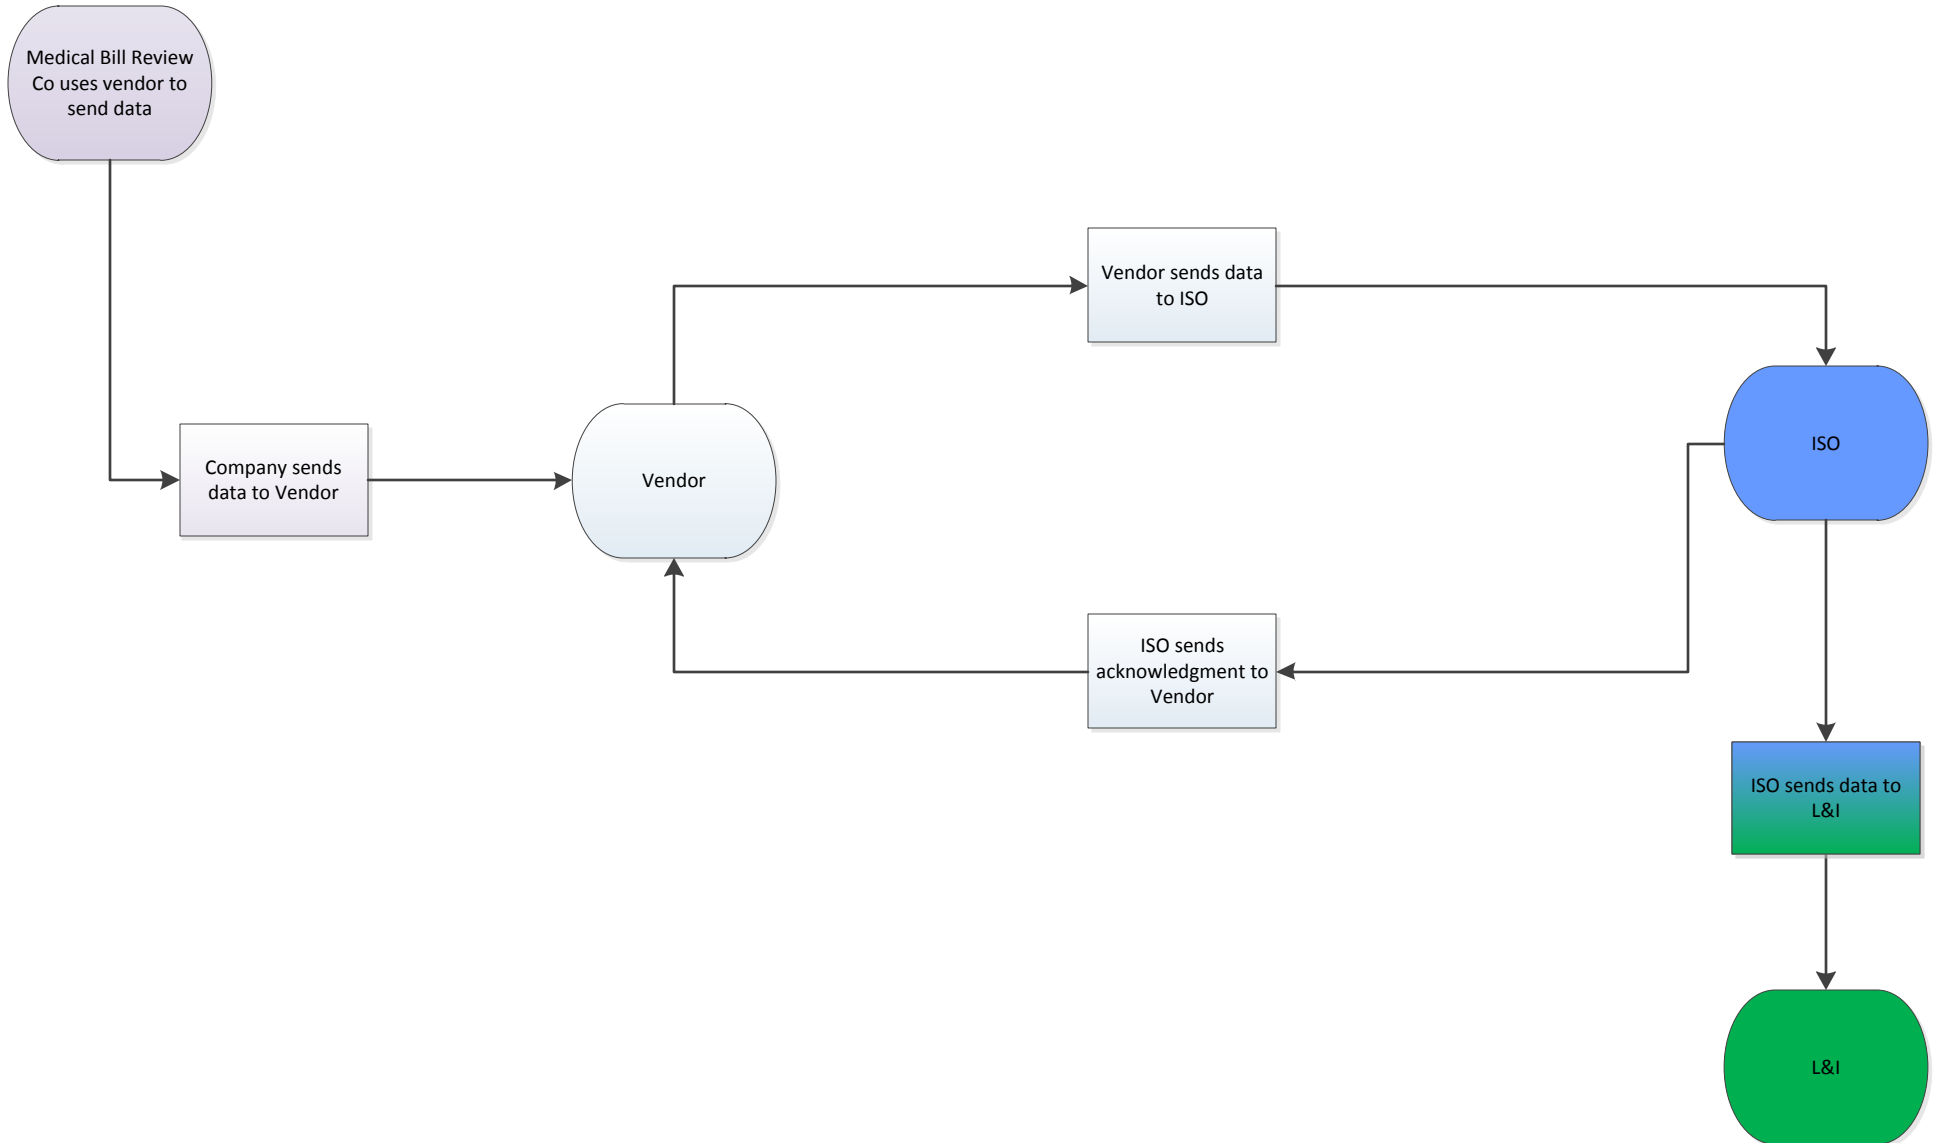 Medical Bill Review
Co uses vendor to
send data
Vendor sends data
to ISO
Company sends
data to Vendor
Vendor
ISO
ISO sends
acknowledgment to
Vendor
ISO sends data to
L&I
L&I